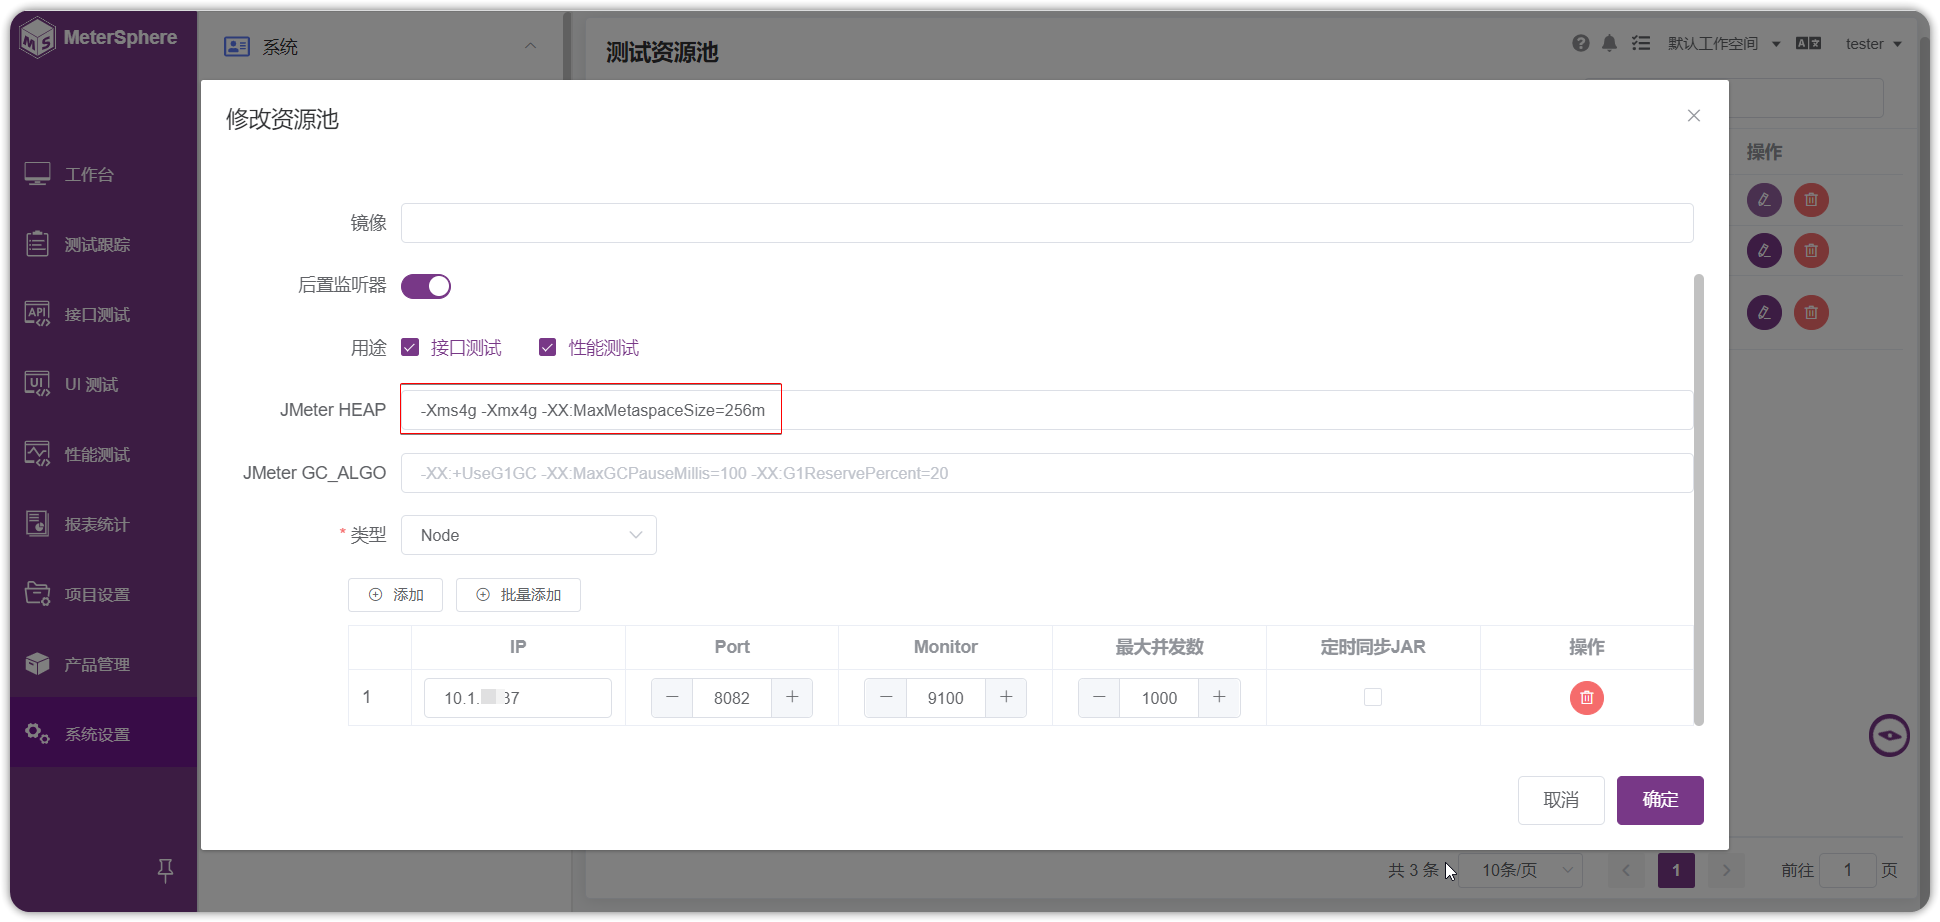 MeterSphere
系统
测试资源池
默认工作空间
tester
修改资源池
操作
工作台
测试跟踪
接口测试
UI 测试
性能测试
报表统计
项目设置
产品管理
系统设置
镜像
后置监听器
用途 接口测试 性能测试
JMeter HEAP -Xms4g -Xmx4g -XX:MaxMetaspaceSize=256m
JMeter GC_ALGO -XX:+UseG1GC -XX:MaxGCPauseMillis=100 -XX:G1ReservePercent=20
* 类型 Node
添加 批量添加
IP Port Monitor 最大并发数 定时同步JAR 操作
1 10.1. 37 8082 9100 1000
取消 确定
共 3 条 10条/页 1 前往 1 页